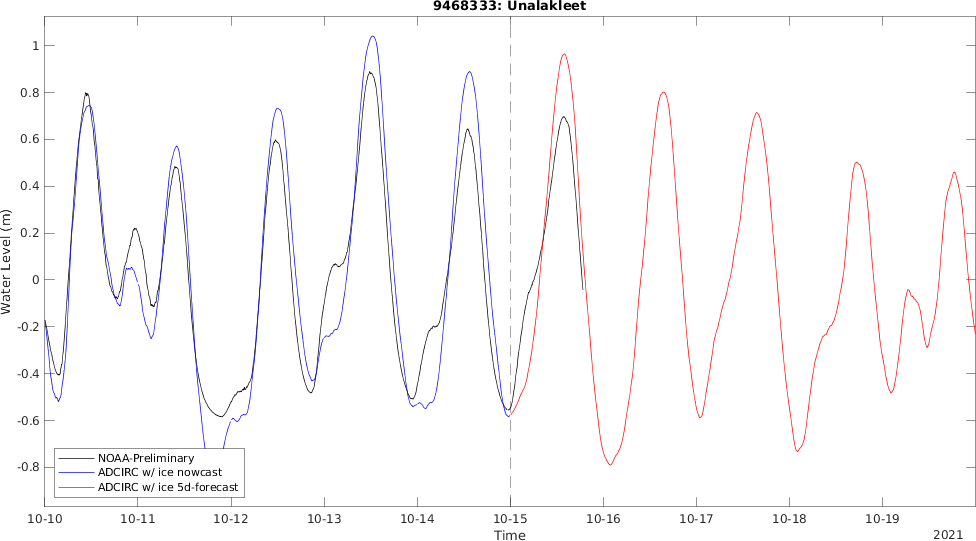 9468333: Unalakleet
Water Level (m)
1
0.8
0.6
0.4
0.2
0
-0.2
-0.4
-0.6
-0.8
NOAA-Preliminary
ADCIRC w/ ice nowcast
ADCIRC w/ ice 5d-forecast
10-10 10-11 10-12 10-13 10-14 10-15 10-16 10-17 10-18 10-19
Time
2021